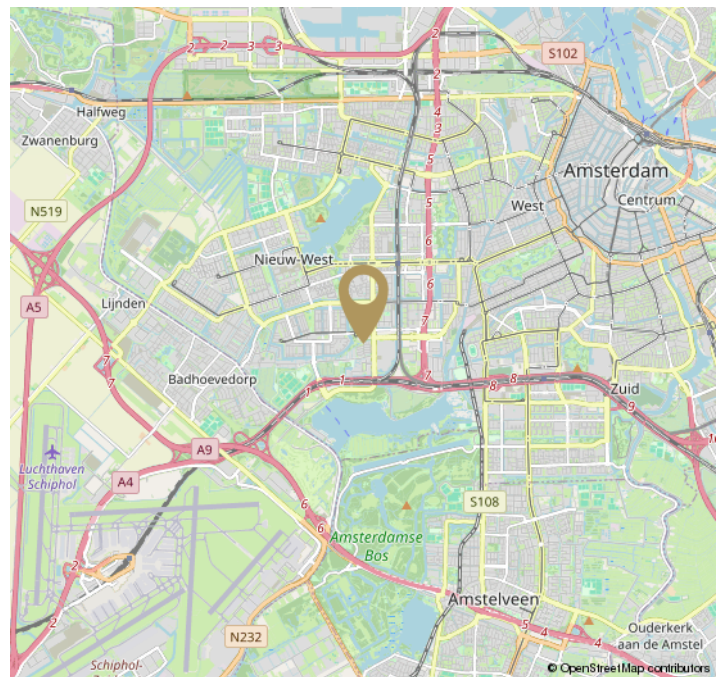 2
2
2
3
3
S102
2
Halfweg
4
3
Zwanenburg
5
Amsterdam
N519
5
West
Centrum
6
Nieuw-West
6
Lijnden
A5
7
7
7
Badhoevedorp
1
1
7
8
8
Zuid
9
10
A9
Luchthaven
Schiphol
A4
6
6
S108
Amsterdamse
Bos
2
Amstelveen
2
N232
5
4
4
Ouderkerk
aan de Amstel
Schiphol-
© OpenStreetMap contributors